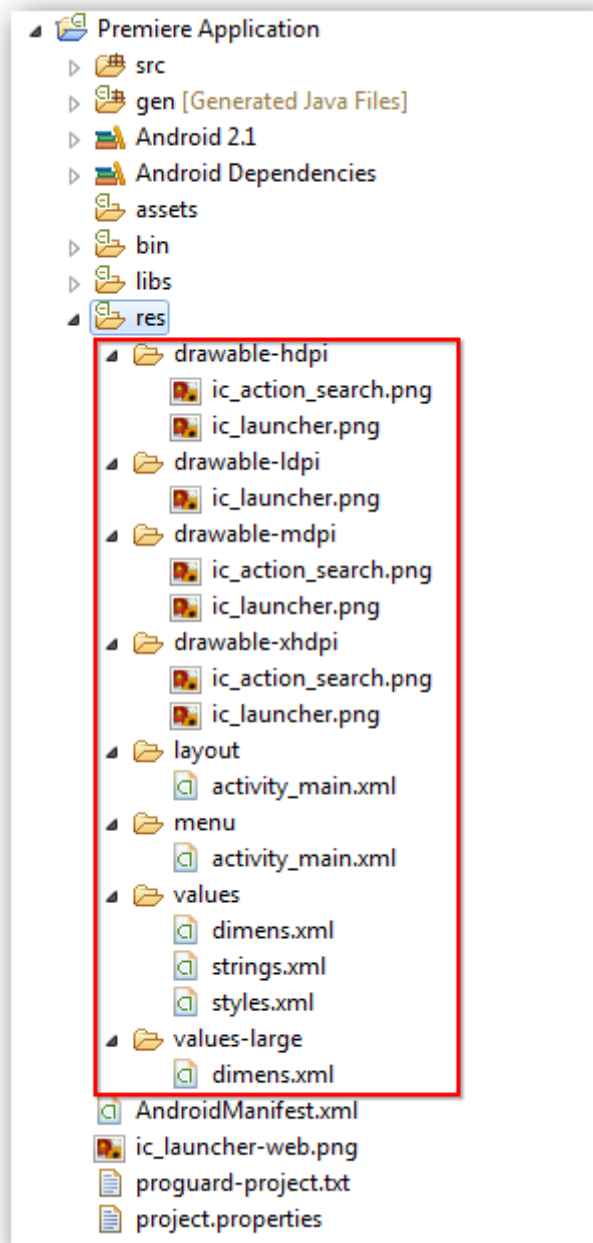 Premiere Application
src
gen [Generated Java Files]
Android 2.1
Android Dependencies
assets
bin
libs
res
drawable-hdpi
ic_action_search.png
ic_launcher.png
drawable-ldpi
ic_launcher.png
drawable-mdpi
ic_action_search.png
ic_launcher.png
drawable-xhdpi
ic_action_search.png
ic_launcher.png
layout
activity_main.xml
menu
activity_main.xml
values
dimens.xml
strings.xml
styles.xml
values-large
dimens.xml
AndroidManifest.xml
ic_launcher-web.png
proguard-project.txt
project.properties